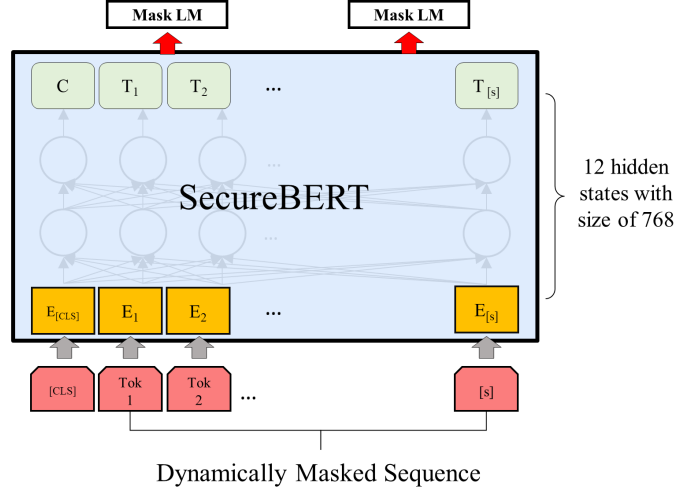 Mask LM Mask LM
C T1 T2 ... T[s]
...
12 hidden
states with
size of 768
SecureBERT
...
E[CLS] E1 E2 ... E[s]
[CLS] Tok 1 Tok 2 ... [s]
Dynamically Masked Sequence